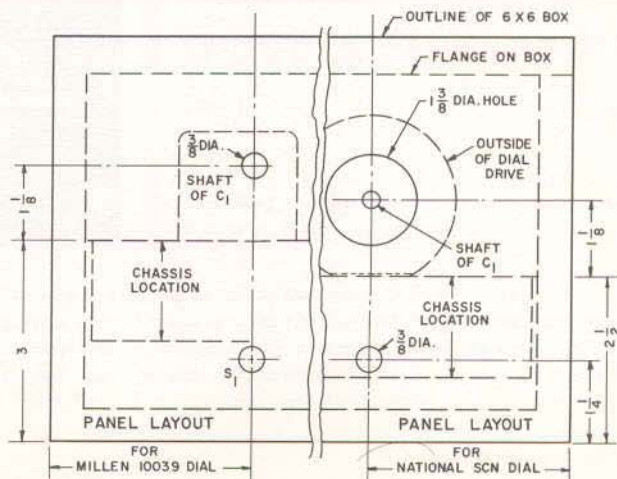 OUTLINE OF 6 X 6 BOX
FLANGE ON BOX
1 3/8 DIA. HOLE
3/8 DIA.
SHAFT
OF C1
OUTSIDE
OF DIAL
DRIVE
1 1/8
SHAFT
OF C1
1 1/8
CHASSIS
LOCATION
CHASSIS
LOCATION
3
3/8 DIA.
2 1/2
S1
1 1/4
PANEL LAYOUT
PANEL LAYOUT
FOR
MILLEN 10039 DIAL
FOR
NATIONAL SCN DIAL